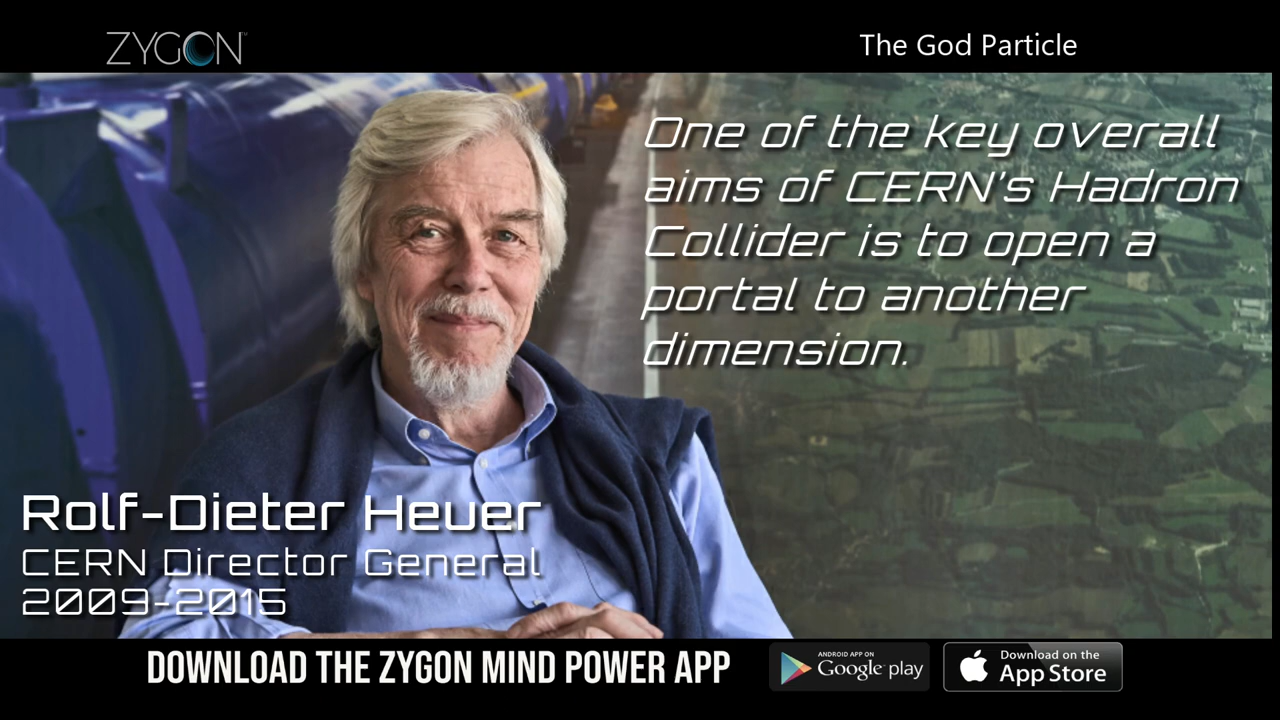 ZYGON™
The God Particle
One of the key overall
aims of CERN's Hadron
Collider is to open a
portal to another
dimension.
Rolf-Dieter Heuer
CERN Director General
2009-2015
DOWNLOAD THE ZYGON MIND POWER APP
ANDROID APP ON
Google play
Download on the
App Store